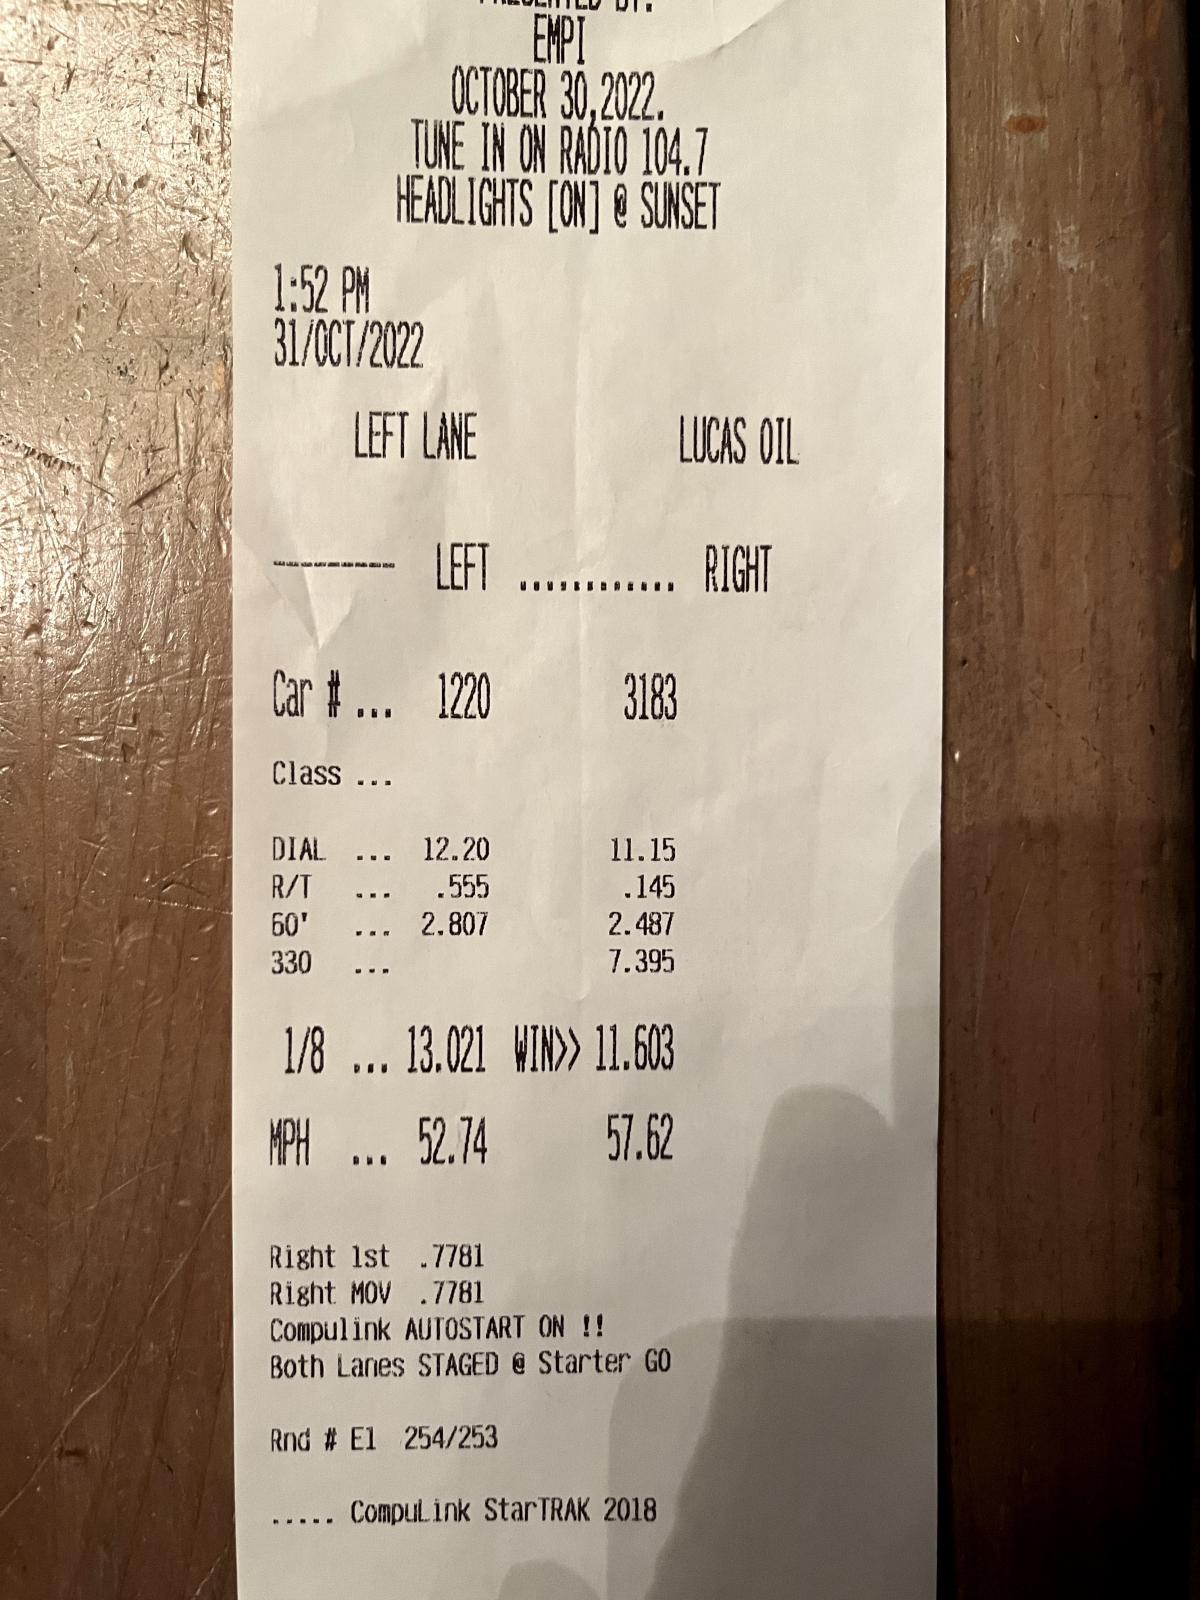 PRESENTED BY:
EMPI
OCTOBER 30,2022.
TUNE IN ON RADIO 104.7
HEADLIGHTS [ON] @ SUNSET
1:52 PM
31/OCT/2022
LEFT LANE LUCAS OIL
------- LEFT ............ RIGHT
Car # ... 1220 3183
Class ...
DIAL ... 12.20 11.15
R/T ... .555 .145
60' ... 2.807 2.487
330 ... 7.395
1/8 ... 13.021 WIN>> 11.603
MPH ... 52.74 57.62
Right 1st .7781
Right MOV .7781
Compulink AUTOSTART ON !!
Both Lanes STAGED @ Starter GO
Rnd # E1 254/253
..... CompuLink StarTRAK 2018